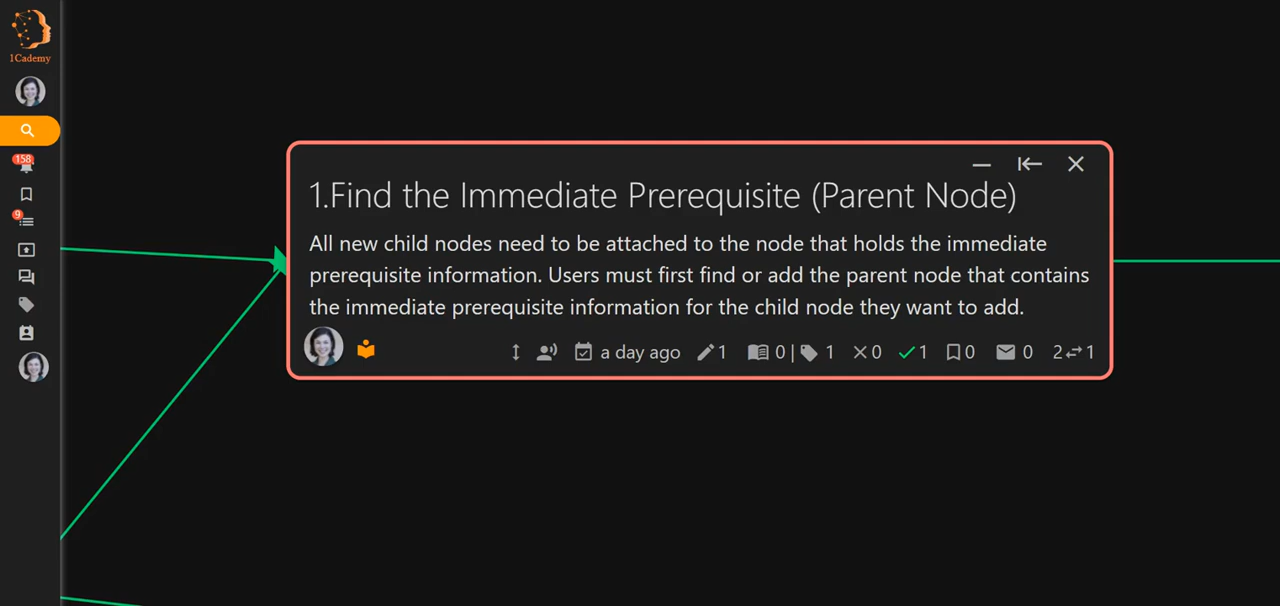 1Cademy
158
9
1.Find the Immediate Prerequisite (Parent Node)
All new child nodes need to be attached to the node that holds the immediate
prerequisite information. Users must first find or add the parent node that contains
the immediate prerequisite information for the child node they want to add.
a day ago 1 0 | 1 0 1 0 0 2 1